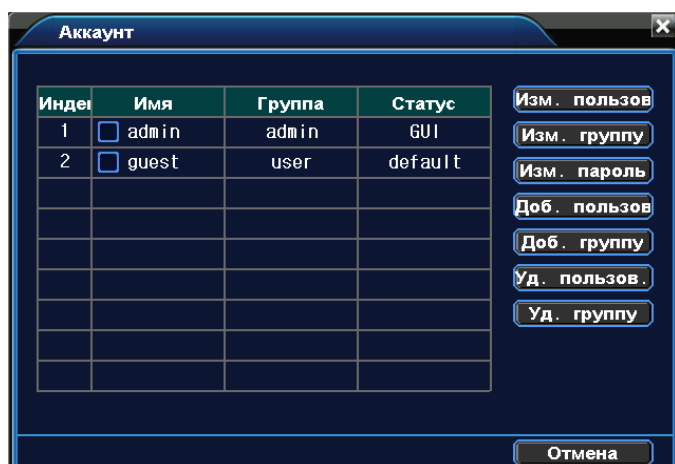 Аккаунт
Индек Имя Группа Статус
1 admin admin GUI
2 guest user default
Изм. пользов
Изм. группу
Изм. пароль
Доб. пользов
Доб. группу
Уд. пользов.
Уд. группу
Отмена